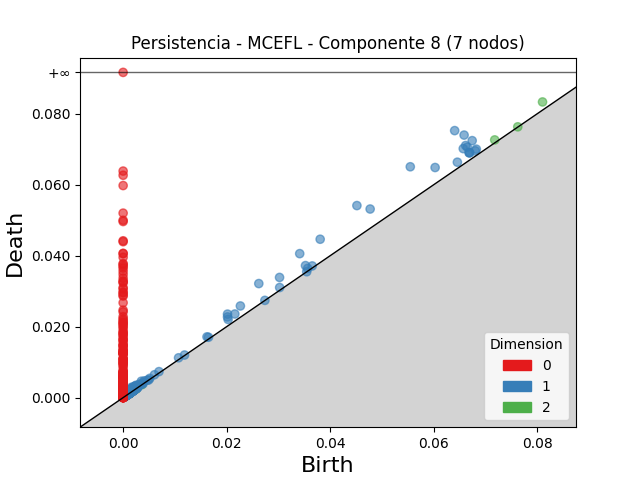 Persistencia - MCEFL - Componente 8 (7 nodos)
+∞
0.080
0.060
0.040
0.020
0.000
Death
0.00 0.02 0.04 0.06 0.08
Birth
Dimension
0
1
2